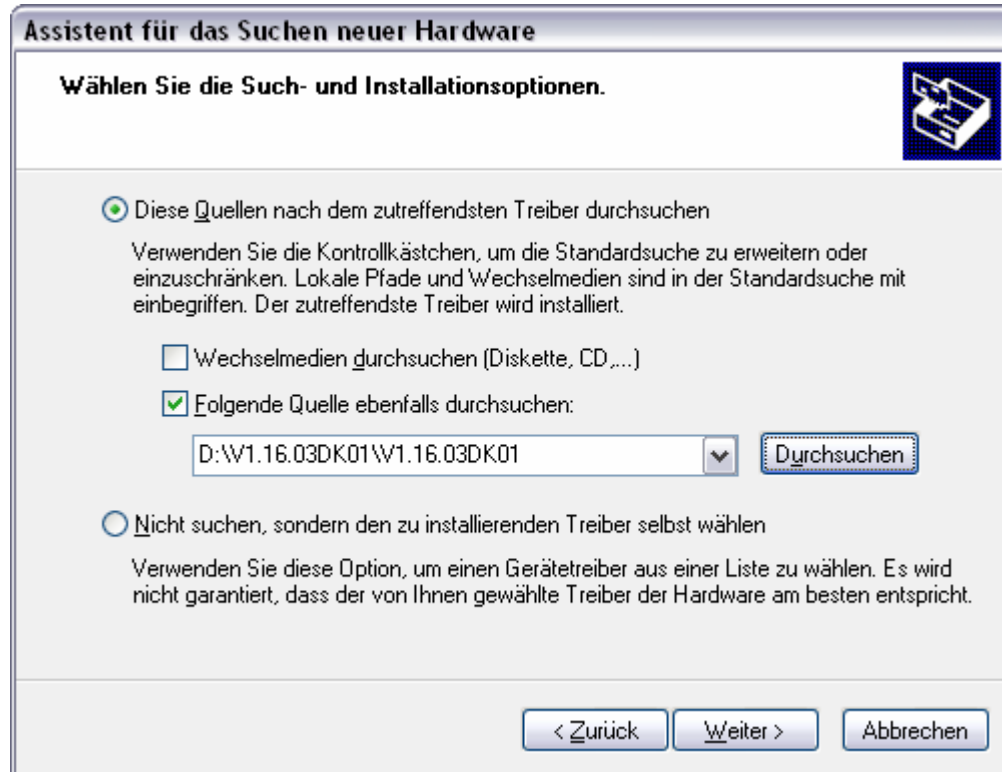 Assistent für das Suchen neuer Hardware
Wählen Sie die Such- und Installationsoptionen.
Diese Quellen nach dem zutreffendsten Treiber durchsuchen
Verwenden Sie die Kontrollkästchen, um die Standardsuche zu erweitern oder
einzuschränken. Lokale Pfade und Wechselmedien sind in der Standardsuche mit
einbegriffen. Der zutreffendste Treiber wird installiert.
Wechselmedien durchsuchen (Diskette, CD,...)
Folgende Quelle ebenfalls durchsuchen:
D:\V1.16.03DK01\V1.16.03DK01
Durchsuchen
Nicht suchen, sondern den zu installierenden Treiber selbst wählen
Verwenden Sie diese Option, um einen Gerätetreiber aus einer Liste zu wählen. Es wird
nicht garantiert, dass der von Ihnen gewählte Treiber der Hardware am besten entspricht.
< Zurück
Weiter >
Abbrechen